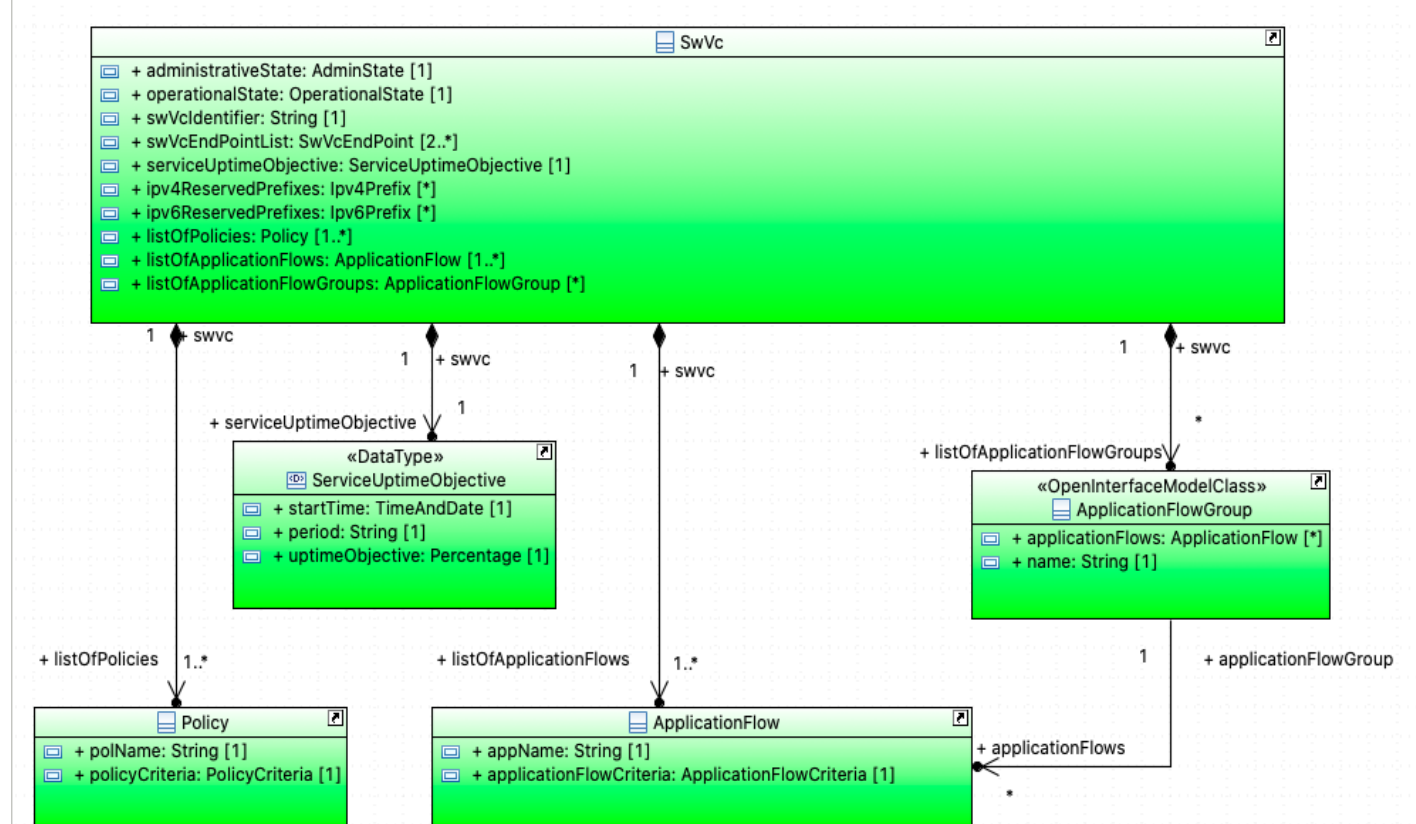 SwVc
+ administrativeState: AdminState [1]
+ operationalState: OperationalState [1]
+ swVcIdentifier: String [1]
+ swVcEndPointList: SwVcEndPoint [2..*]
+ serviceUptimeObjective: ServiceUptimeObjective [1]
+ ipv4ReservedPrefixes: Ipv4Prefix [*]
+ ipv6ReservedPrefixes: Ipv6Prefix [*]
+ listOfPolicies: Policy [1..*]
+ listOfApplicationFlows: ApplicationFlow [1..*]
+ listOfApplicationFlowGroups: ApplicationFlowGroup [*]
1 + swvc
1 + swvc
1 + swvc
1 + swvc
1
+ serviceUptimeObjective
«DataType»
<D> ServiceUptimeObjective
+ startTime: TimeAndDate [1]
+ period: String [1]
+ uptimeObjective: Percentage [1]
*
+ listOfApplicationFlowGroups
«OpenInterfaceModelClass»
ApplicationFlowGroup
+ applicationFlows: ApplicationFlow [*]
+ name: String [1]
+ listOfPolicies 1..*
+ listOfApplicationFlows 1..*
1 + applicationFlowGroup
Policy
+ polName: String [1]
+ policyCriteria: PolicyCriteria [1]
ApplicationFlow
+ appName: String [1]
+ applicationFlowCriteria: ApplicationFlowCriteria [1]
+ applicationFlows
*